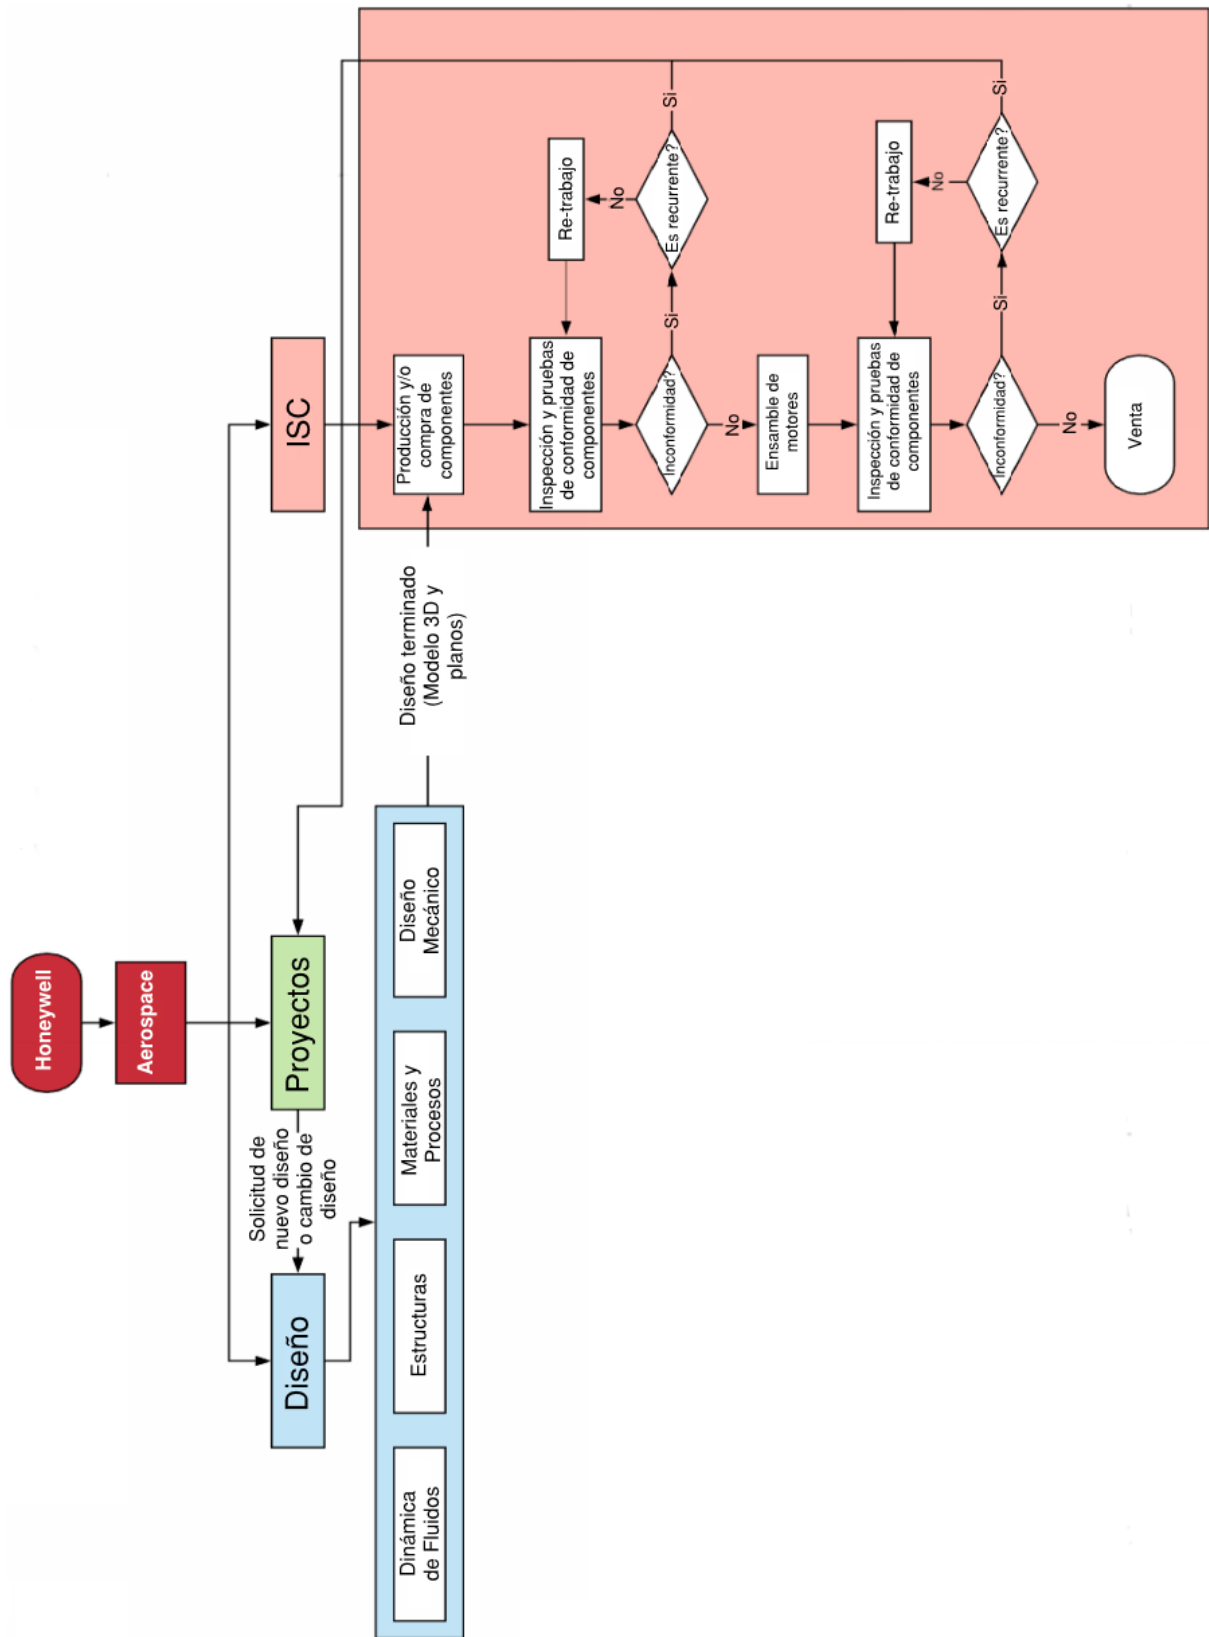 Honeywell
Aerospace
Diseño
Solicitud de
nuevo diseño
o cambio de
diseño
Proyectos
ISC
Dinámica
de Fluidos
Estructuras
Materiales y
Procesos
Diseño
Mecánico
Diseño terminado
(Modelo 3D y
planos)
Producción y/o
compra de
componentes
Inspección y pruebas
de conformidad de
componentes
Re-trabajo
Inconformidad?
Si
Es recurrente?
Si
No
No
Ensamble de
motores
Inspección y pruebas
de conformidad de
componentes
Re-trabajo
Inconformidad?
Si
Es recurrente?
Si
No
No
Venta